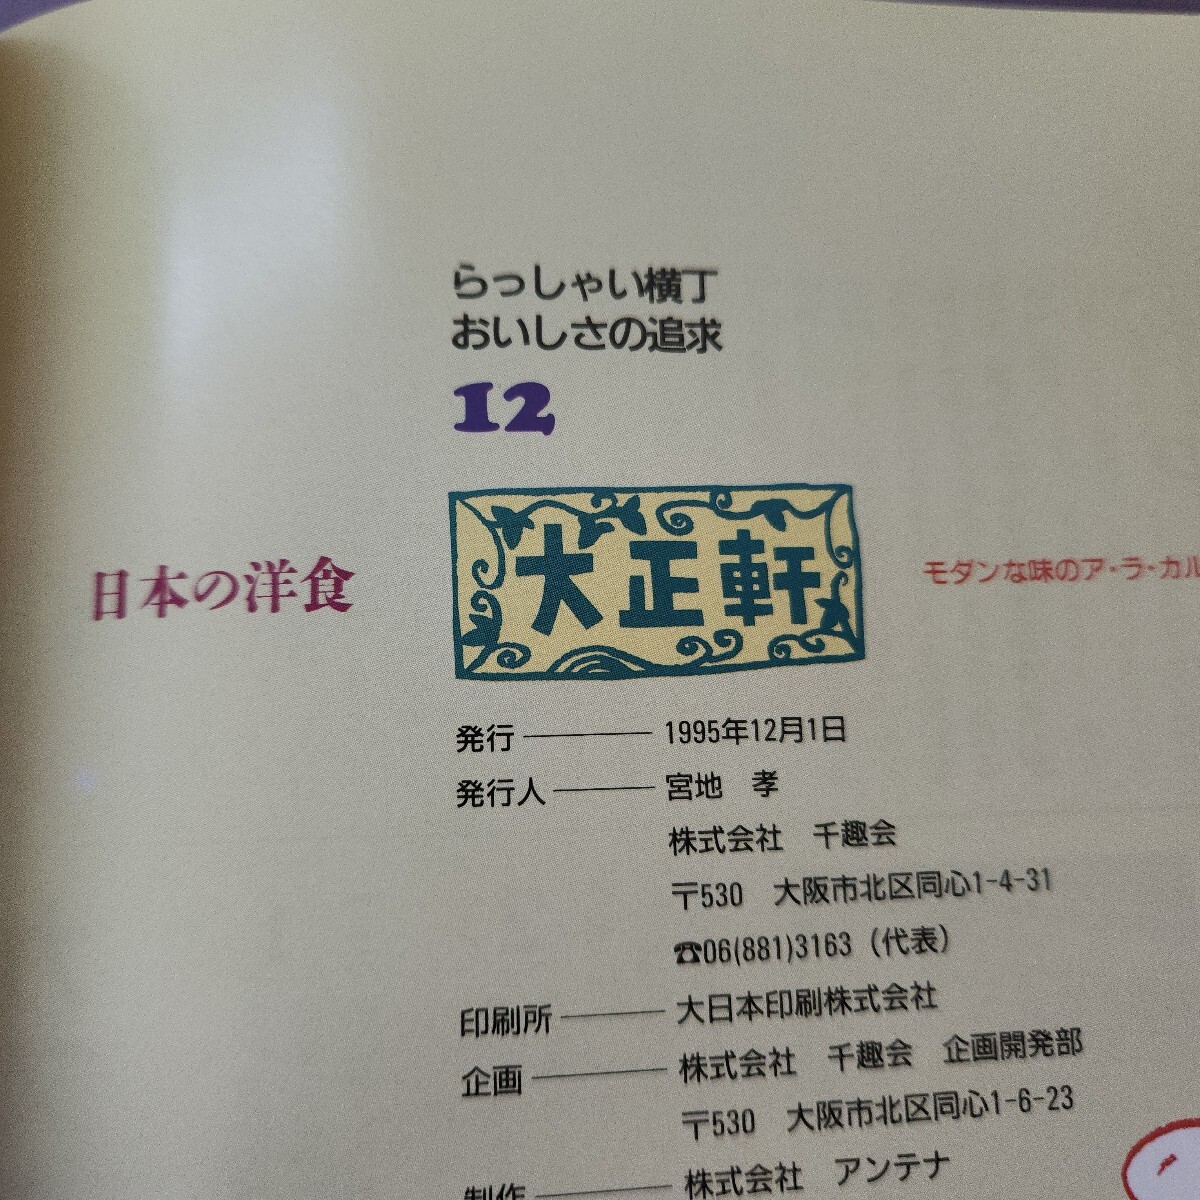 らっしゃい横丁
おいしさの追求
12
日本の洋食
大正軒
モダンな味のア・ラ・カル
発行 1995年12月1日
発行人 宮地 孝
株式会社 千趣会
〒530 大阪市北区同心1-4-31
☎06(881)3163（代表）
印刷所 大日本印刷株式会社
企画 株式会社 千趣会 企画開発部
〒530 大阪市北区同心1-6-23
制作 株式会社 アンテナ